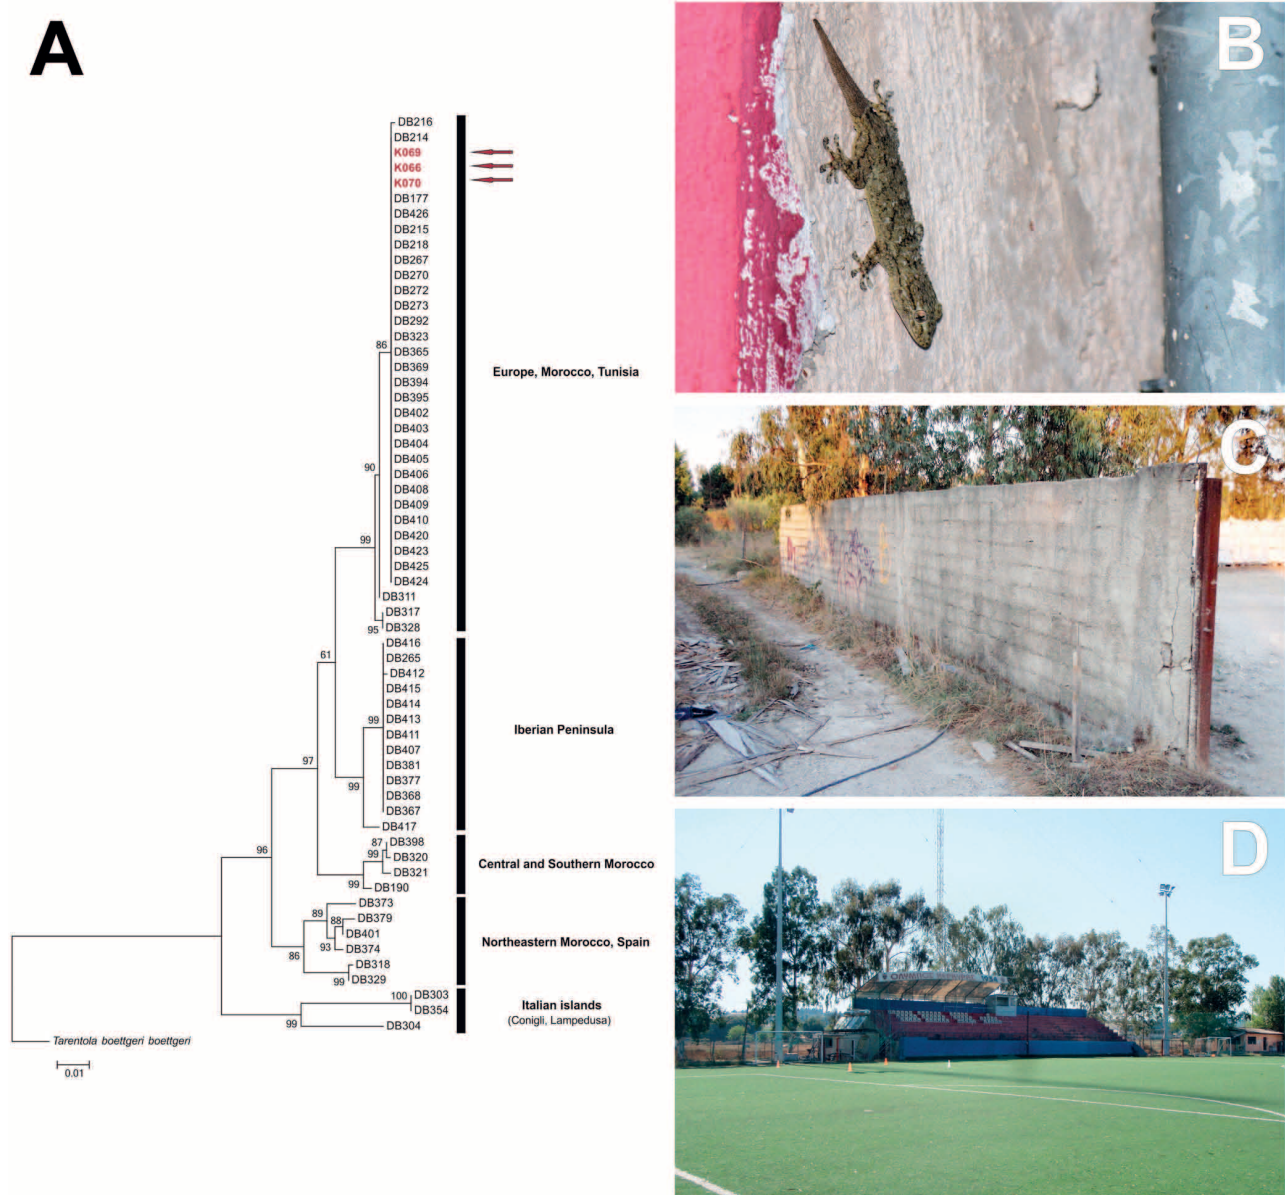 A
DB216
DB214
K069
K066
K070
DB177
DB426
DB215
DB218
DB267
DB270
DB272
DB273
DB292
DB323
86
DB365
DB369
DB394
DB395
DB402
DB403
DB404
DB405
90
DB406
DB408
DB409
DB410
DB420
99
DB423
DB425
DB424
DB311
DB317
95
DB328
Europe, Morocco, Tunisia
DB416
61
DB265
DB412
DB415
DB414
99
DB413
DB411
DB407
97
DB381
DB377
99
DB368
DB367
DB417
Iberian Peninsula
87
DB398
96
99
DB320
DB321
99
DB190
Central and Southern Morocco
DB373
89
88
DB379
DB401
93
DB374
86
DB318
99
DB329
Northeastern Morocco, Spain
100
DB303
DB354
99
DB304
Italian islands
(Conigli, Lampedusa)
Tarentola boettgeri boettgeri
0.01
B
C
D